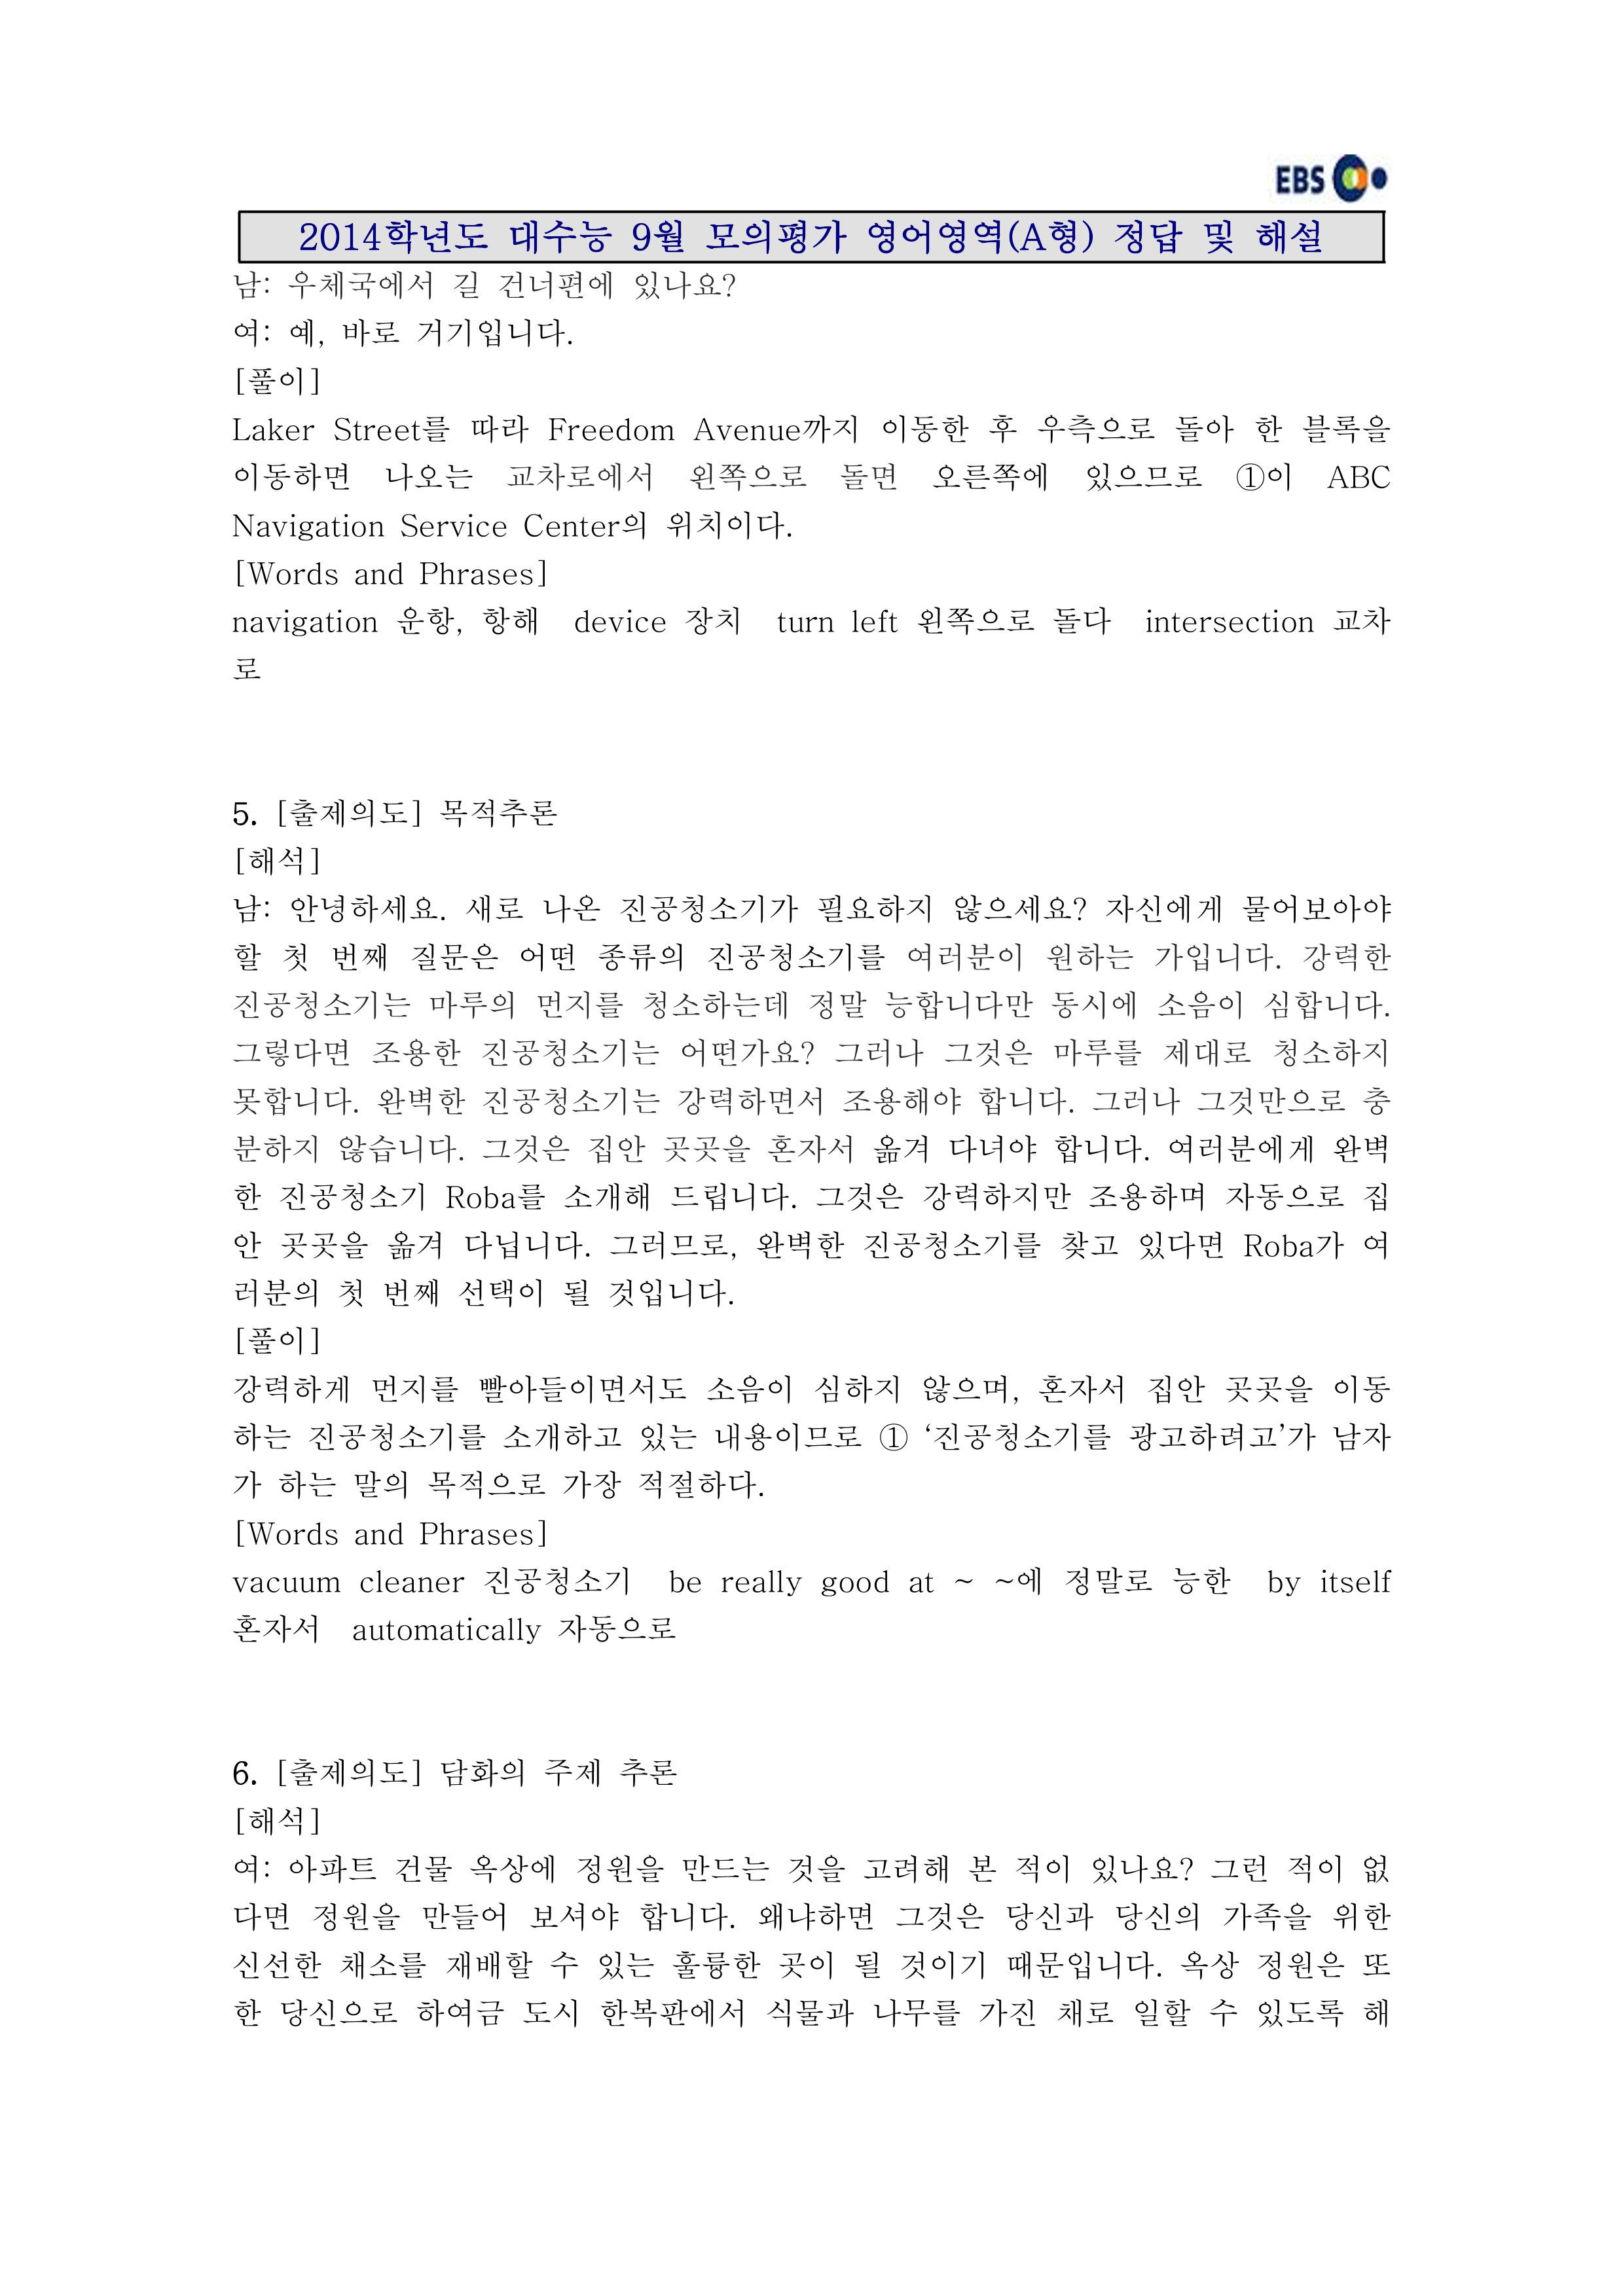 EBS
2014학년도 대수능 9월 모의평가 영어영역(A형) 정답 및 해설
남: 우체국에서 길 건너편에 있나요?
여: 예, 바로 거기입니다.
[풀이]
Laker Street를 따라 Freedom Avenue까지 이동한 후 우측으로 돌아 한 블록을
이동하면 나오는 교차로에서 왼쪽으로 돌면 오른쪽에 있으므로 ①이 ABC
Navigation Service Center의 위치이다.
[Words and Phrases]
navigation 운항, 항해 device 장치 turn left 왼쪽으로 돌다 intersection 교차
로
5. [출제의도] 목적추론
[해석]
남: 안녕하세요. 새로 나온 진공청소기가 필요하지 않으세요? 자신에게 물어보아야
할 첫 번째 질문은 어떤 종류의 진공청소기를 여러분이 원하는 가입니다. 강력한
진공청소기는 마루의 먼지를 청소하는데 정말 능합니다만 동시에 소음이 심합니다.
그렇다면 조용한 진공청소기는 어떤가요? 그러나 그것은 마루를 제대로 청소하지
못합니다. 완벽한 진공청소기는 강력하면서 조용해야 합니다. 그러나 그것만으로 충
분하지 않습니다. 그것은 집안 곳곳을 혼자서 옮겨 다녀야 합니다. 여러분에게 완벽
한 진공청소기 Roba를 소개해 드립니다. 그것은 강력하지만 조용하며 자동으로 집
안 곳곳을 옮겨 다닙니다. 그러므로, 완벽한 진공청소기를 찾고 있다면 Roba가 여
러분의 첫 번째 선택이 될 것입니다.
[풀이]
강력하게 먼지를 빨아들이면서도 소음이 심하지 않으며, 혼자서 집안 곳곳을 이동
하는 진공청소기를 소개하고 있는 내용이므로 ① ‘진공청소기를 광고하려고’가 남자
가 하는 말의 목적으로 가장 적절하다.
[Words and Phrases]
vacuum cleaner 진공청소기 be really good at ~ ~에 정말로 능한 by itself
혼자서 automatically 자동으로
6. [출제의도] 담화의 주제 추론
[해석]
여: 아파트 건물 옥상에 정원을 만드는 것을 고려해 본 적이 있나요? 그런 적이 없
다면 정원을 만들어 보셔야 합니다. 왜냐하면 그것은 당신과 당신의 가족을 위한
신선한 채소를 재배할 수 있는 훌륭한 곳이 될 것이기 때문입니다. 옥상 정원은 또
한 당신으로 하여금 도시 한복판에서 식물과 나무를 가진 채로 일할 수 있도록 해